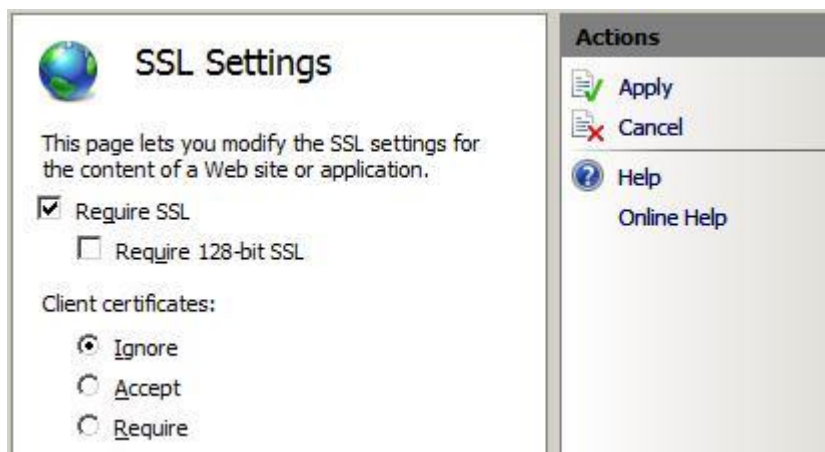 SSL Settings
This page lets you modify the SSL settings for
the content of a Web site or application.
Require SSL
Require 128-bit SSL
Client certificates:
Ignore
Accept
Require
Actions
Apply
Cancel
Help
Online Help